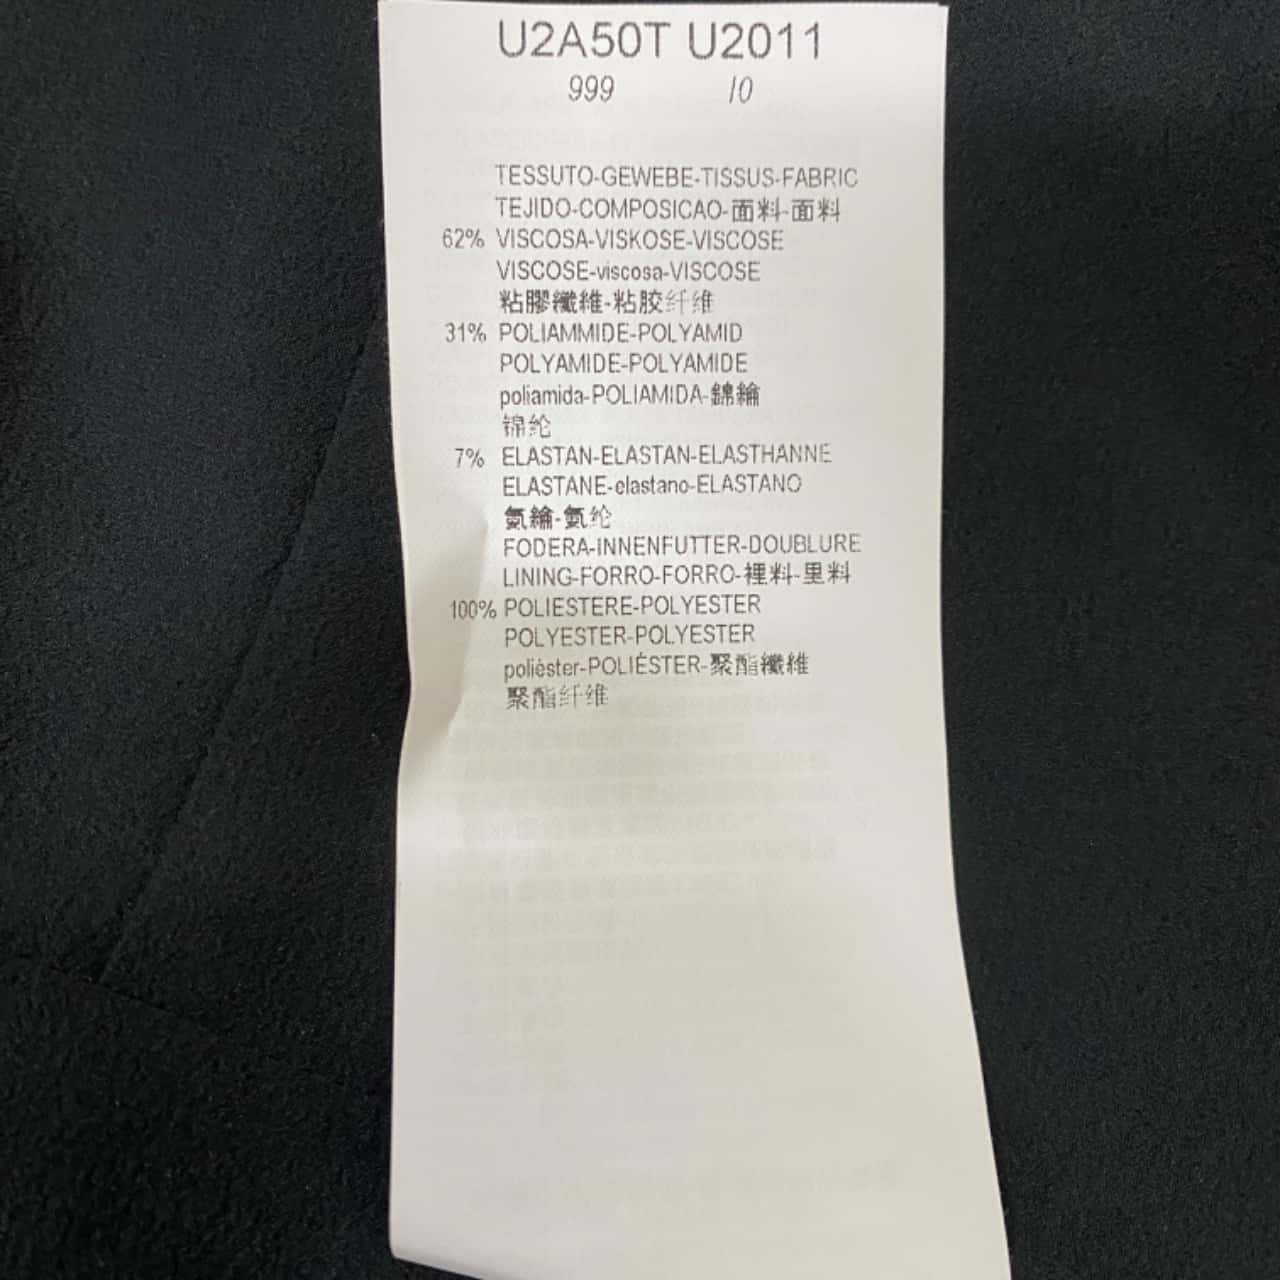 U2A50T U2011
999 10
TESSUTO-GEWEBE-TISSUS-FABRIC
TEJIDO-COMPOSICAO-面料-面料
62% VISCOSA-VISKOSE-VISCOSE
VISCOSE-viscosa-VISCOSE
粘膠纖維-粘胶纤维
31% POLIAMMIDE-POLYAMID
POLYAMIDE-POLYAMIDE
poliamida-POLIAMIDA-錦綸
锦纶
7% ELASTAN-ELASTAN-ELASTHANNE
ELASTANE-elastano-ELASTANO
氨綸-氨纶
FODERA-INNENFUTTER-DOUBLURE
LINING-FORRO-FORRO-裡料-里料
100% POLIESTERE-POLYESTER
POLYESTER-POLYESTER
poliéster-POLIÉSTER-聚酯纖維
聚酯纤维